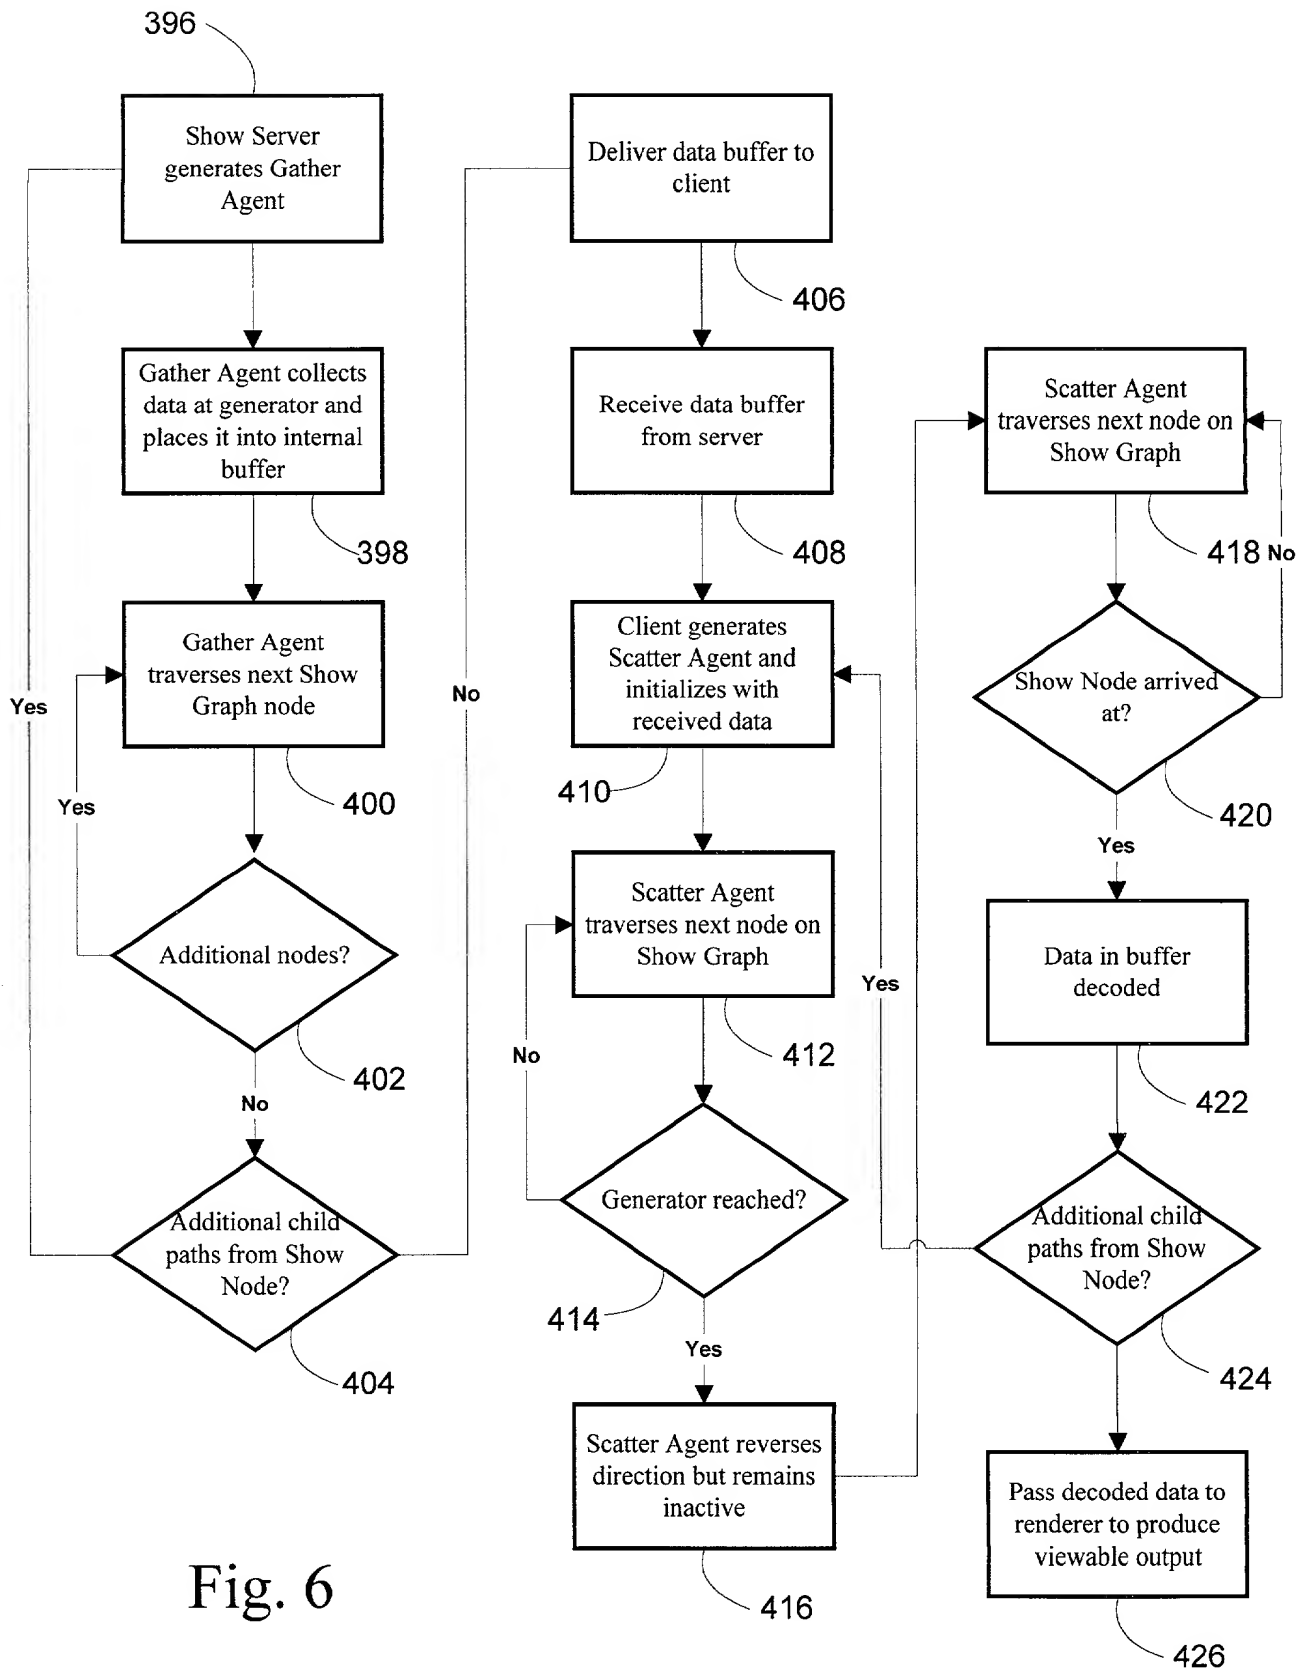 396
Show Server
generates Gather
Agent
Gather Agent collects
data at generator and
places it into internal
buffer
398
Gather Agent
traverses next Show
Graph node
400
Yes
Yes
Additional nodes?
402
No
Additional child
paths from Show
Node?
404
No
Deliver data buffer to
client
406
Receive data buffer
from server
408
Client generates
Scatter Agent and
initializes with
received data
410
Scatter Agent
traverses next node on
Show Graph
412
No
Generator reached?
414
Yes
Scatter Agent reverses
direction but remains
inactive
416
Scatter Agent
traverses next node on
Show Graph
418
No
Show Node arrived
at?
420
Yes
Data in buffer
decoded
422
Yes
Additional child
paths from Show
Node?
424
Pass decoded data to
renderer to produce
viewable output
426
Fig. 6